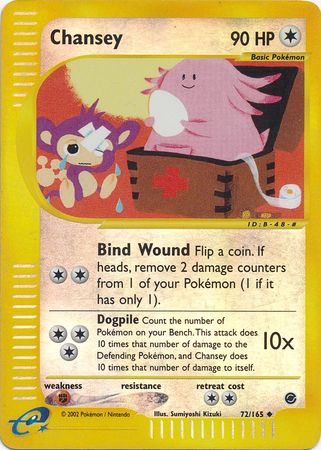 Chansey
90 HP
Basic Pokémon
ID:B-48-#
Bind Wound Flip a coin. If
heads, remove 2 damage counters
from 1 of your Pokémon (1 if it
has only 1).
Dogpile Count the number of
Pokémon on your Bench. This attack does
10 times that number of damage to the
Defending Pokémon, and Chansey does
10 times that number of damage to itself.
10x
weakness resistance retreat cost
© 2002 Pokémon / Nintendo Illus. Sumiyoshi Kizuki 72/165
e